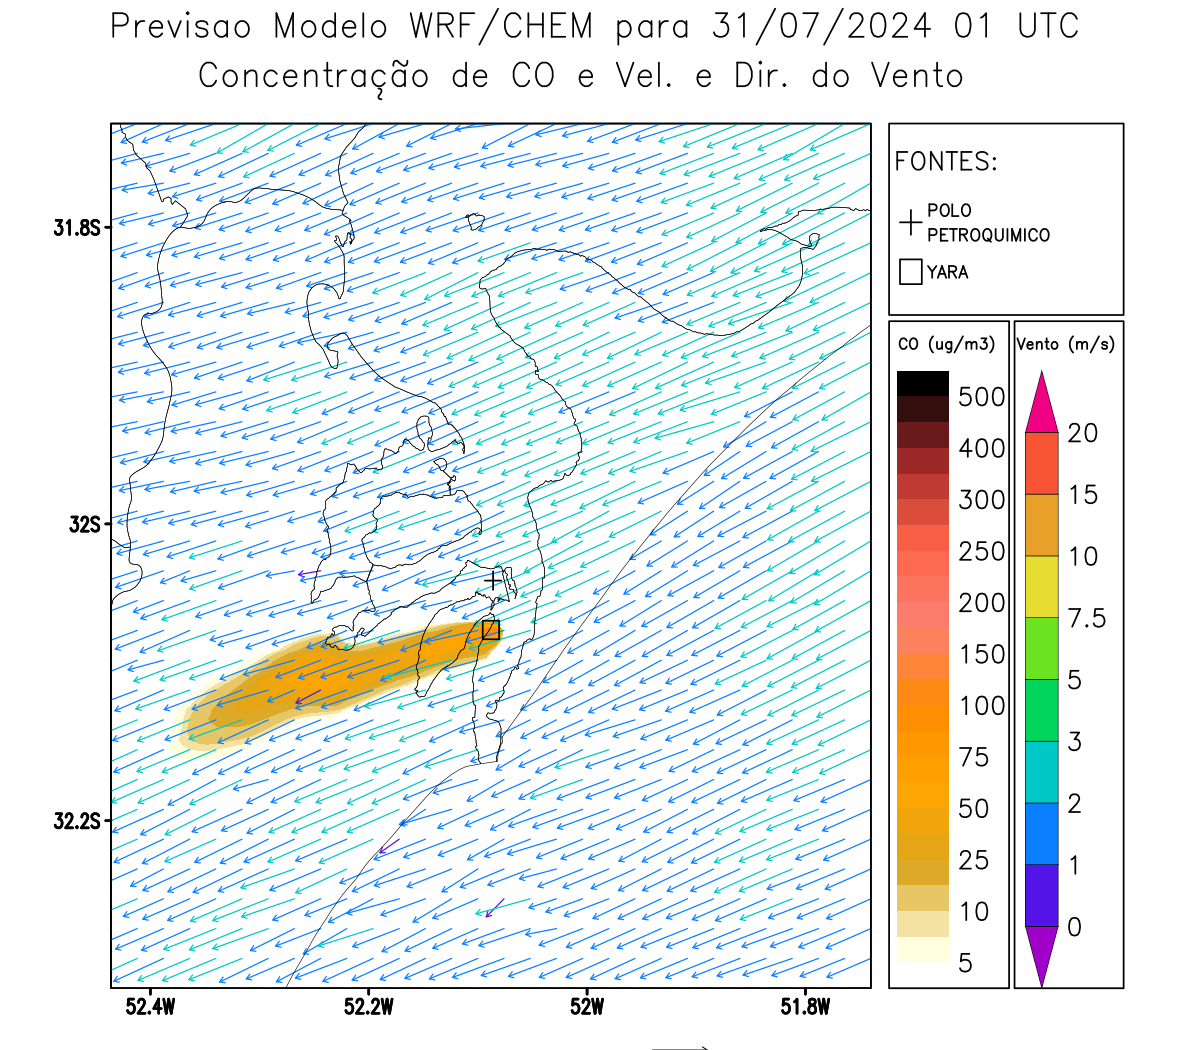 Previsao Modelo WRF/CHEM para 31/07/2024 01 UTC
Concentração de CO e Vel. e Dir. do Vento
FONTES:
POLO
PETROQUIMICO
YARA
31.8S
32S
32.2S
52.4W
52.2W
52W
51.8W
CO (ug/m3)
500
400
300
250
200
150
100
75
50
25
10
5
Vento (m/s)
20
15
10
7.5
5
3
2
1
0